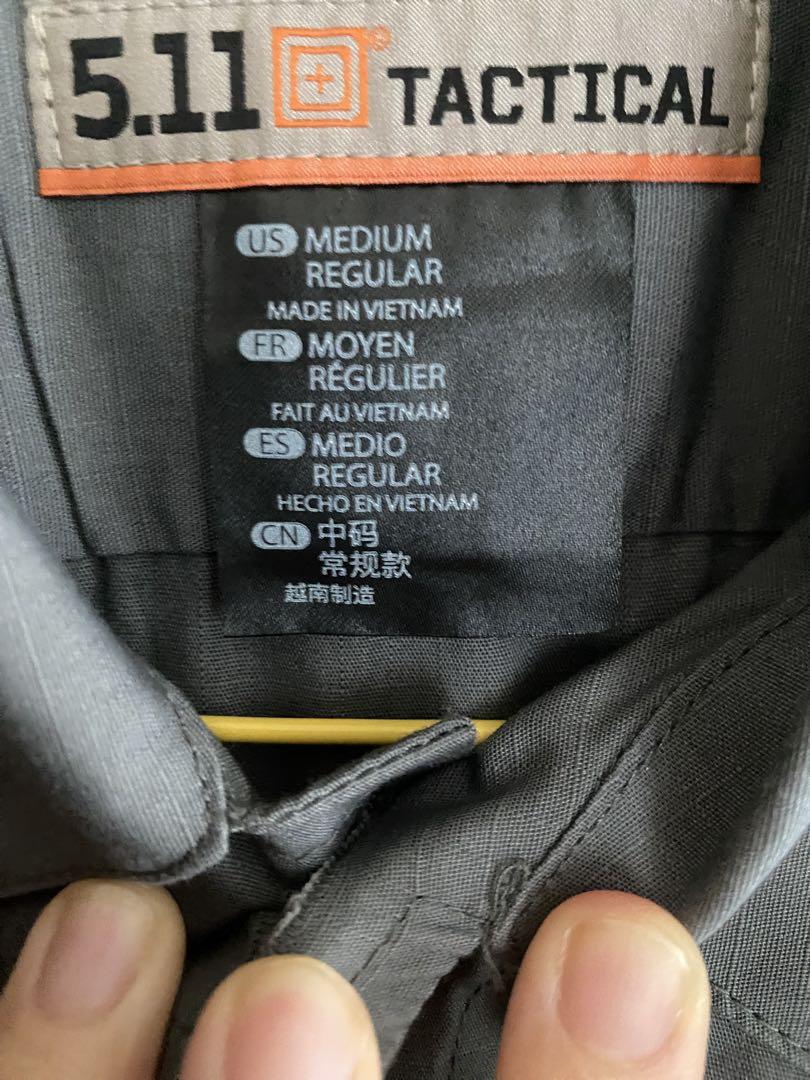 5.11® TACTICAL
US MEDIUM
REGULAR
MADE IN VIETNAM
FR MOYEN
RÉGULIER
FAIT AU VIETNAM
ES MEDIO
REGULAR
HECHO EN VIETNAM
CN 中码
常规款
越南制造